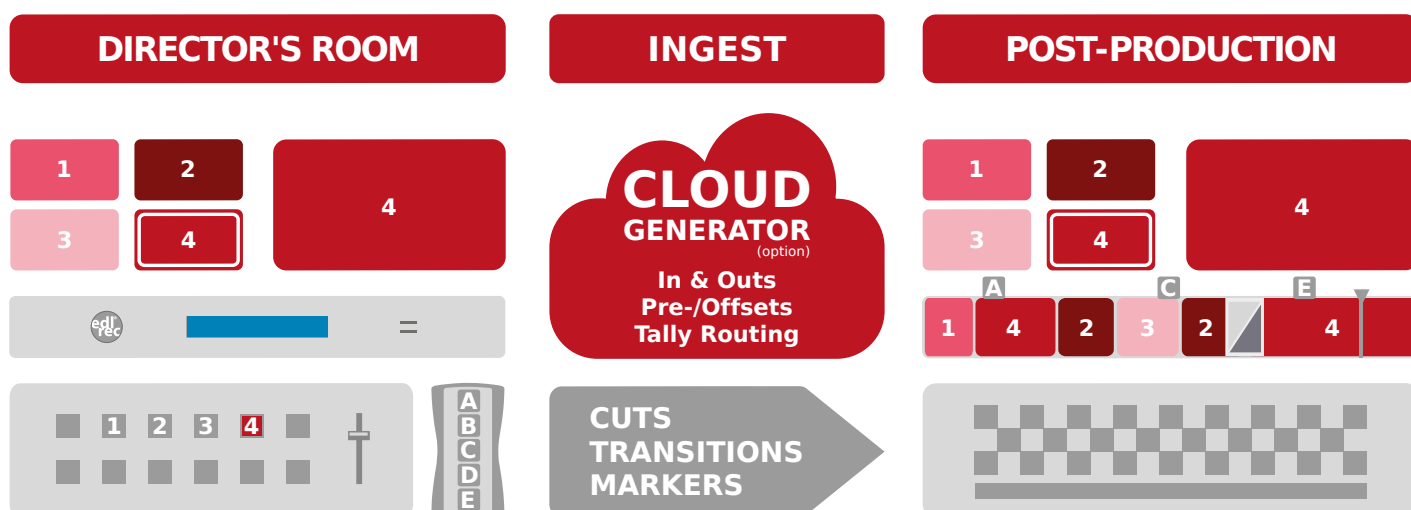 DIRECTOR'S ROOM
INGEST
POST-PRODUCTION
1
2
3
4
4
edl
rec
1 2 3 4
A
B
C
D
E
CLOUD
GENERATOR
(option)
In & Outs
Pre-/Offsets
Tally Routing
CUTS
TRANSITIONS
MARKERS
1
2
3
4
4
A C E
1 4 2 3 2 4